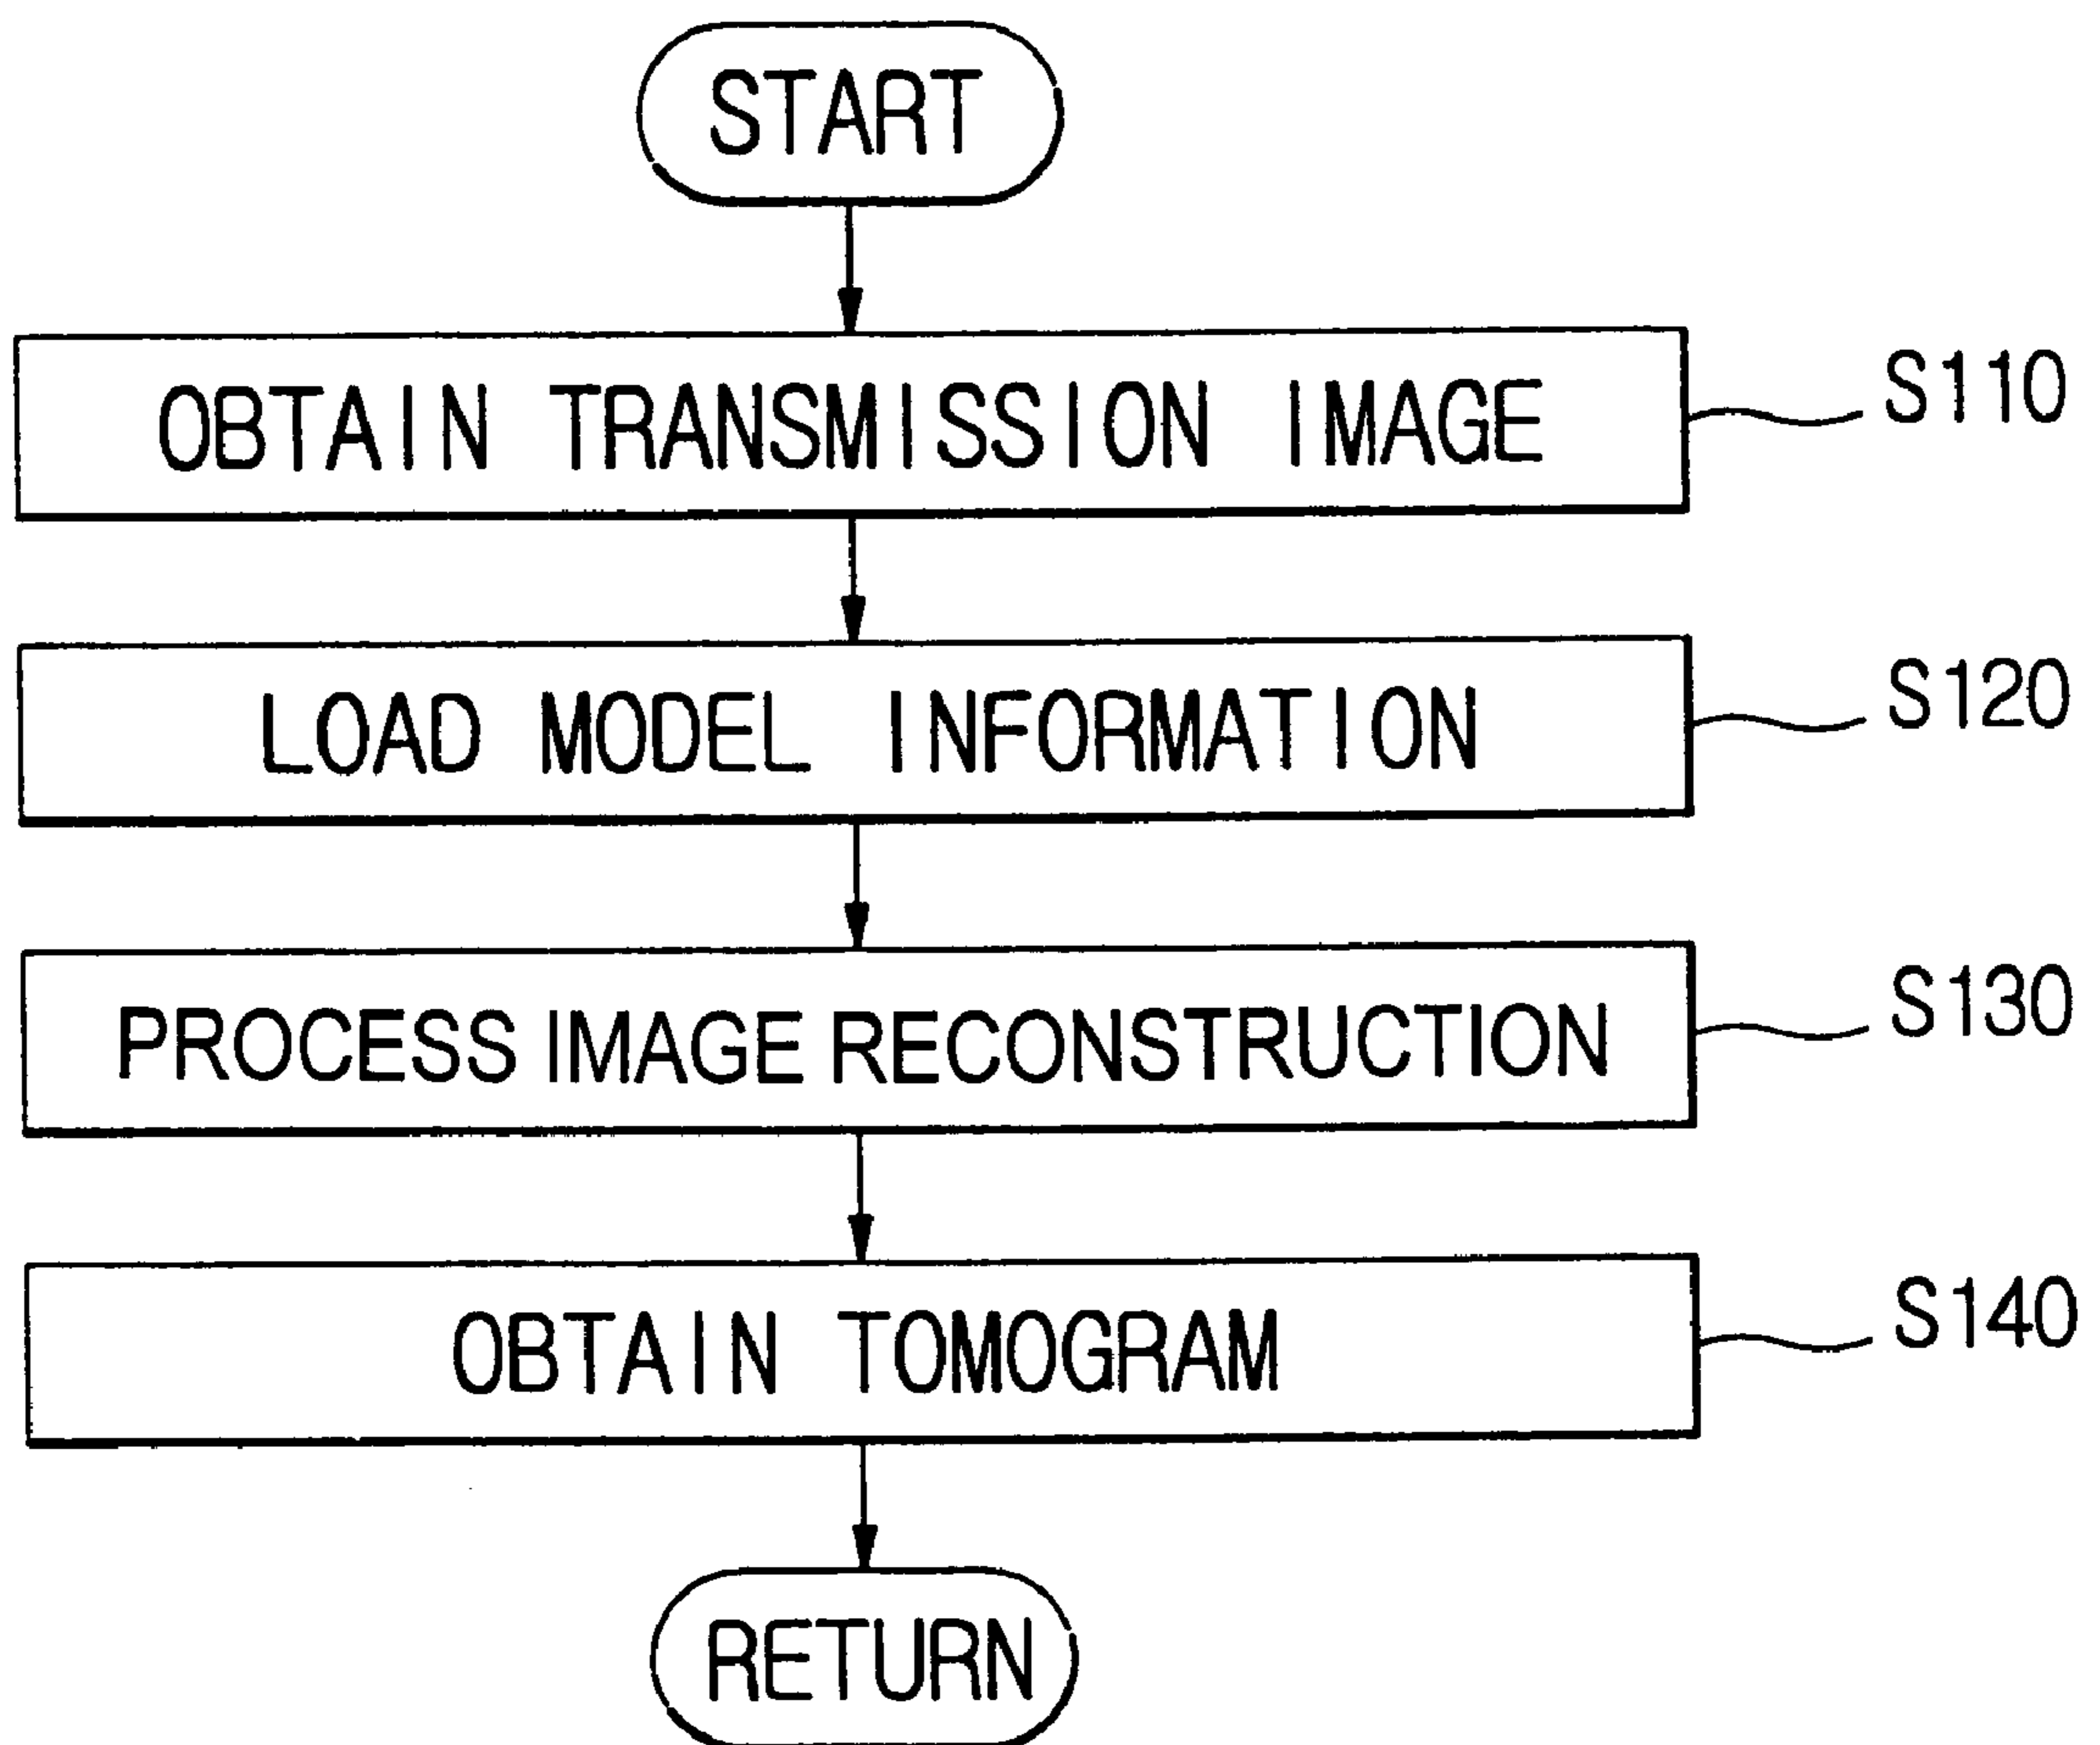 START
OBTAIN TRANSMISSION IMAGE
S110
LOAD MODEL INFORMATION
S120
PROCESS IMAGE RECONSTRUCTION
S130
OBTAIN TOMOGRAM
S140
RETURN